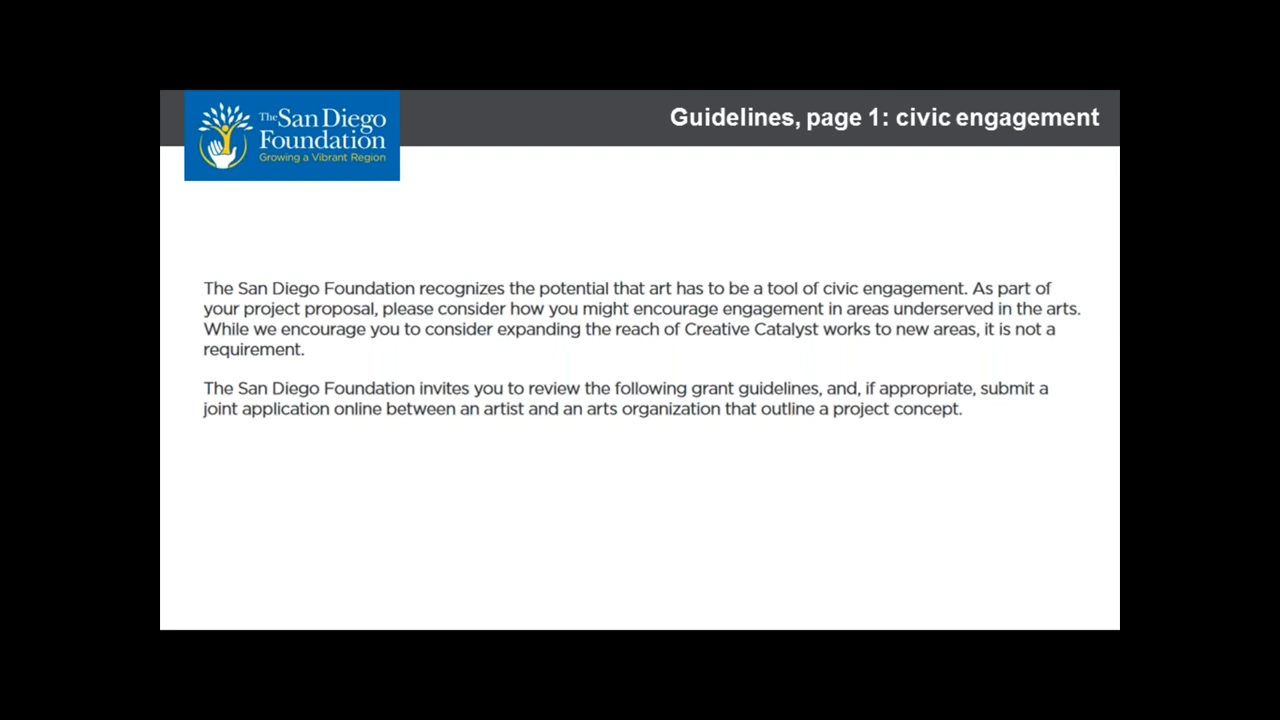 The San Diego
Foundation
Growing a Vibrant Region
Guidelines, page 1: civic engagement
The San Diego Foundation recognizes the potential that art has to be a tool of civic engagement. As part of
your project proposal, please consider how you might encourage engagement in areas underserved in the arts.
While we encourage you to consider expanding the reach of Creative Catalyst works to new areas, it is not a
requirement.
The San Diego Foundation invites you to review the following grant guidelines, and, if appropriate, submit a
joint application online between an artist and an arts organization that outline a project concept.